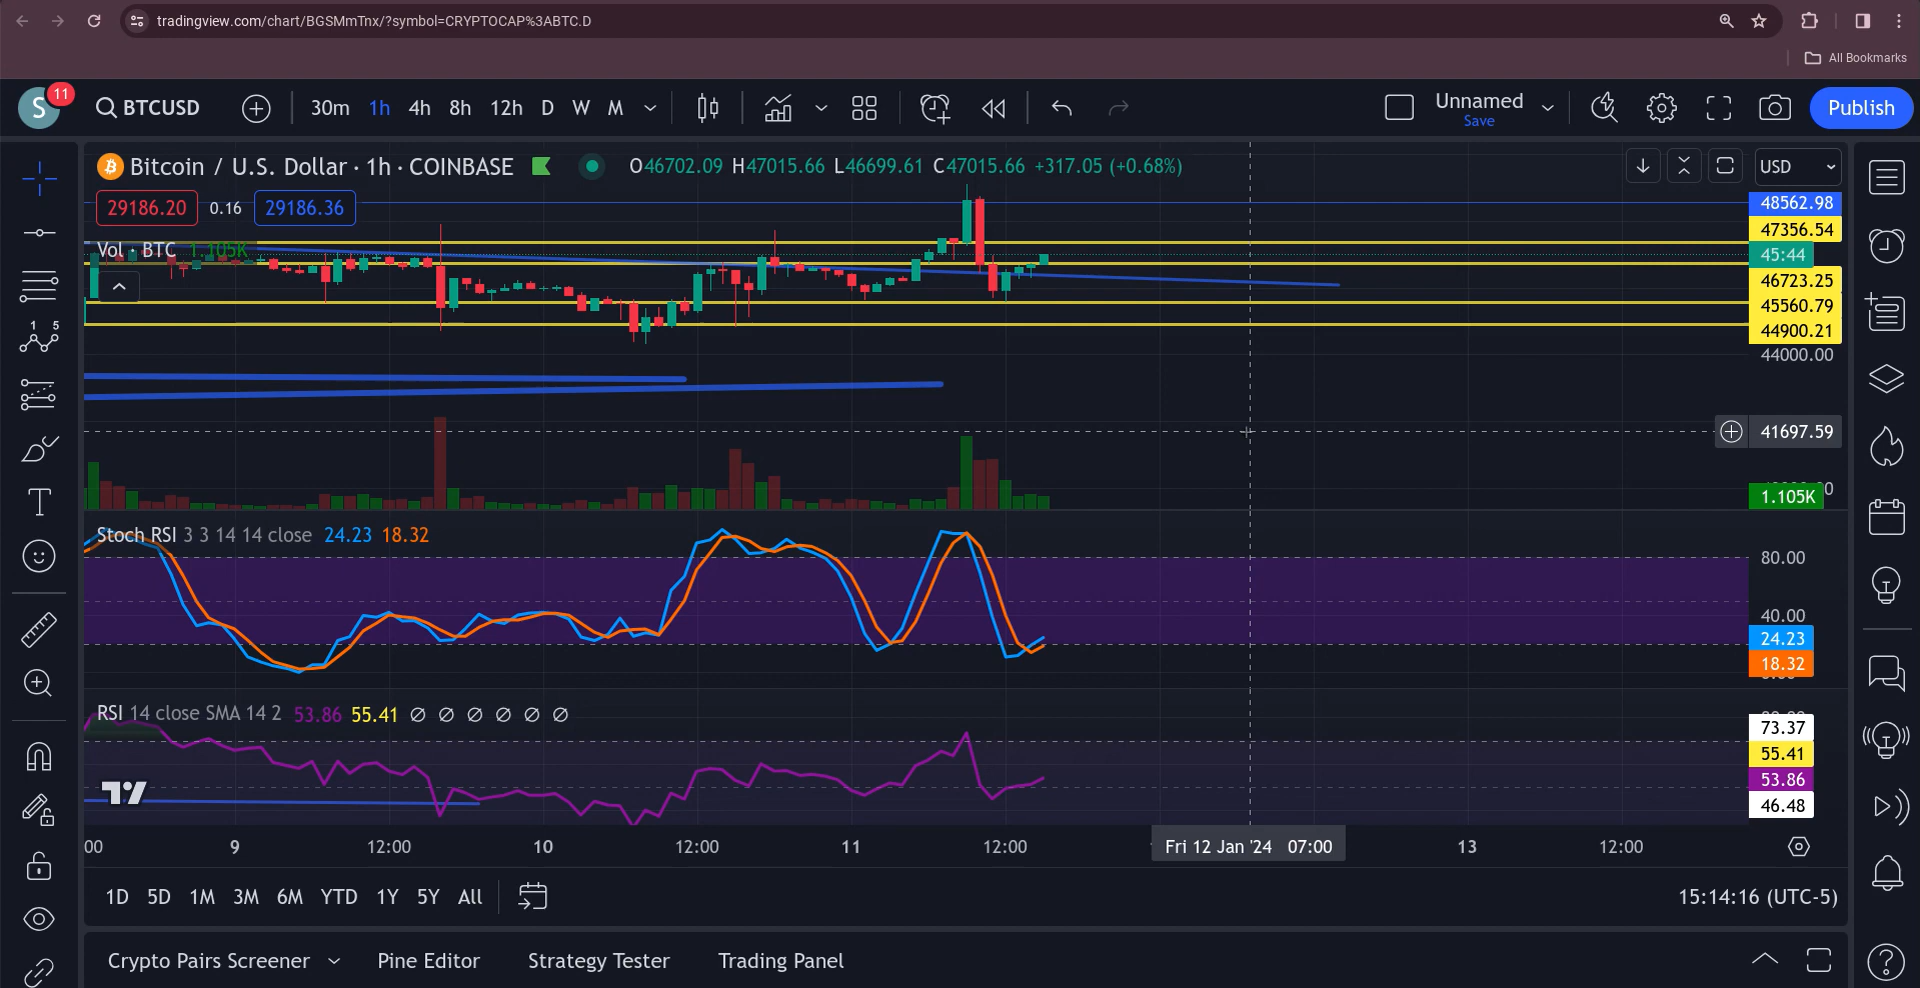 tradingview.com/chart/BGSMmTnx/?symbol=CRYPTOCAP%3ABTC.D
All Bookmarks
S 11 BTCUSD 30m 1h 4h 8h 12h D W M Unnamed Save Publish
Bitcoin / U.S. Dollar · 1h · COINBASE O46702.09 H47015.66 L46699.61 C47015.66 +317.05 (+0.68%) USD
29186.20 0.16 29186.36 48562.98
47356.54
Vol · BTC 1.105K 45:44
46723.25
45560.79
44900.21
44000.00
41697.59
1.105K
Stoch RSI 3 3 14 14 close 24.23 18.32
80.00
40.00
24.23
18.32
RSI 14 close SMA 14 2 53.86 55.41 ∅ ∅ ∅ ∅ ∅ ∅
73.37
55.41
53.86
46.48
00 9 12:00 10 12:00 11 12:00 Fri 12 Jan '24 07:00 13 12:00
1D 5D 1M 3M 6M YTD 1Y 5Y All 15:14:16 (UTC-5)
Crypto Pairs Screener Pine Editor Strategy Tester Trading Panel